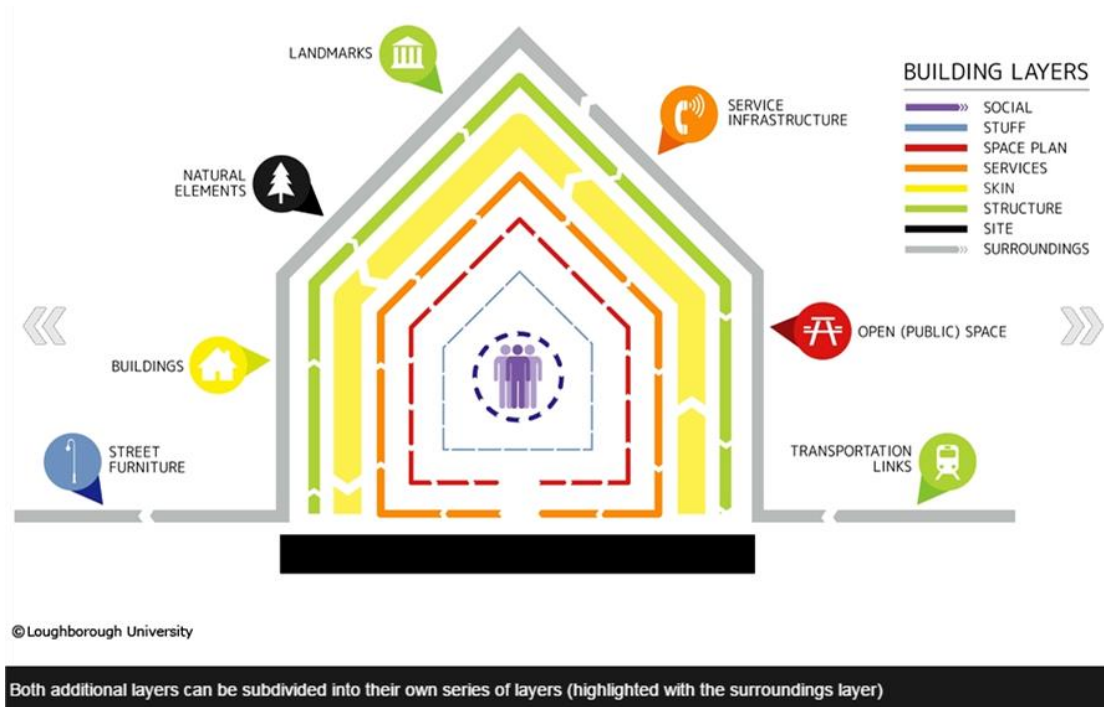 LANDMARKS
SERVICE
INFRASTRUCTURE
NATURAL
ELEMENTS
BUILDINGS
OPEN (PUBLIC) SPACE
STREET
FURNITURE
TRANSPORTATION
LINKS
BUILDING LAYERS
SOCIAL
STUFF
SPACE PLAN
SERVICES
SKIN
STRUCTURE
SITE
SURROUNDINGS
© Loughborough University
Both additional layers can be subdivided into their own series of layers (highlighted with the surroundings layer)